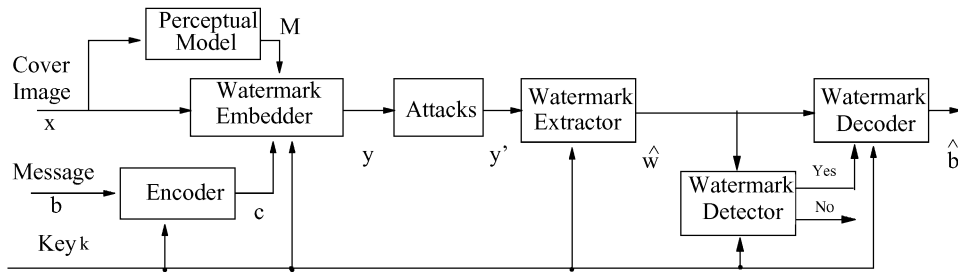 Perceptual
Model
M
Cover
Image
x
Watermark
Embedder
Attacks
Watermark
Extractor
Watermark
Decoder
y
y’
ŵ
b̂
Message
b
Encoder
c
Watermark
Detector
Yes
No
Key k